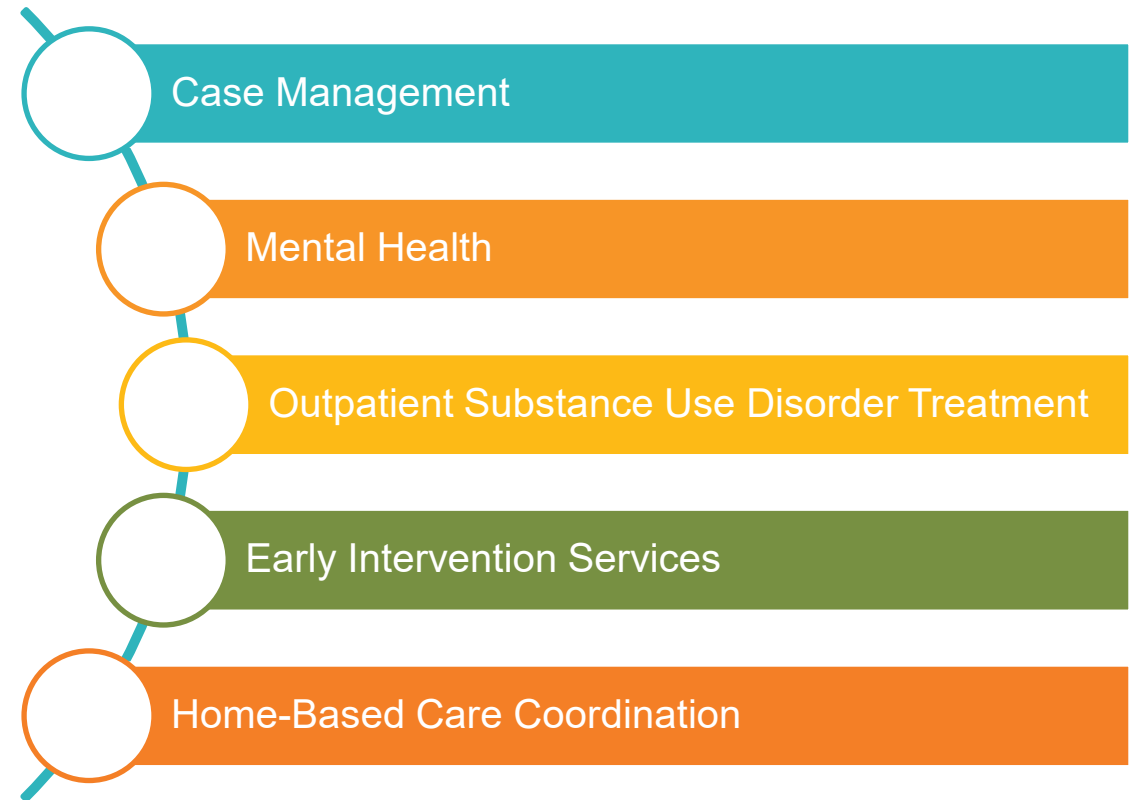 Case Management
Mental Health
Outpatient Substance Use Disorder Treatment
Early Intervention Services
Home-Based Care Coordination